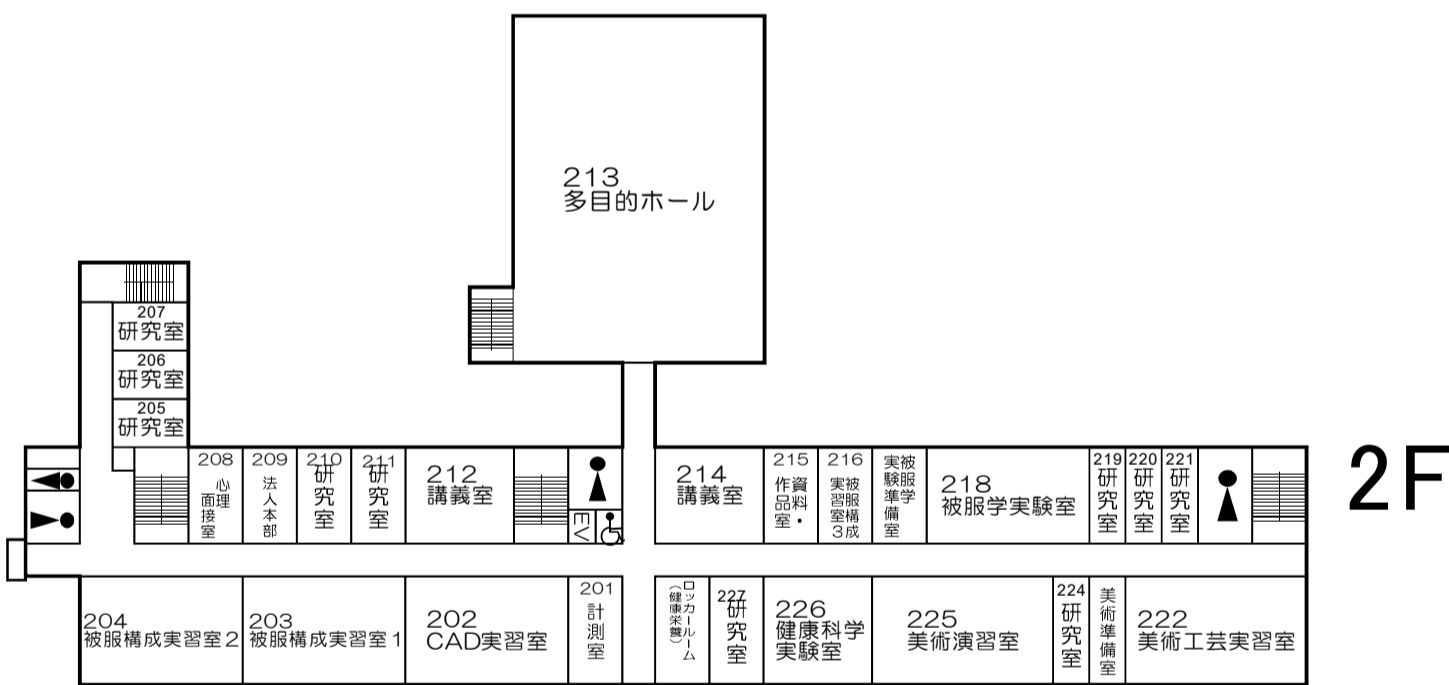 213
多目的ホール
207
研究室
206
研究室
205
研究室
208
心理
面接室
209
法人本部
210
研究室
211
研究室
212
講義室
EV
214
講義室
215
資料・
作品室
216
被服構成
実習室3
被服学
実験準備室
218
被服学実験室
219
研究室
220
研究室
221
研究室
2F
204
被服構成実習室2
203
被服構成実習室1
202
CAD実習室
201
計測室
ロッカールーム
(健康栄養)
227
研究室
226
健康科学
実験室
225
美術演習室
224
研究室
美術準備室
222
美術工芸実習室